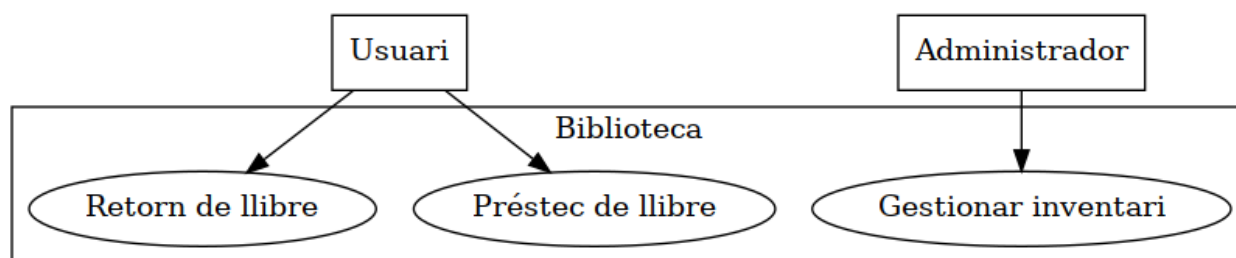 Usuari
Administrador
Biblioteca
Retorn de llibre
Préstec de llibre
Gestionar inventari